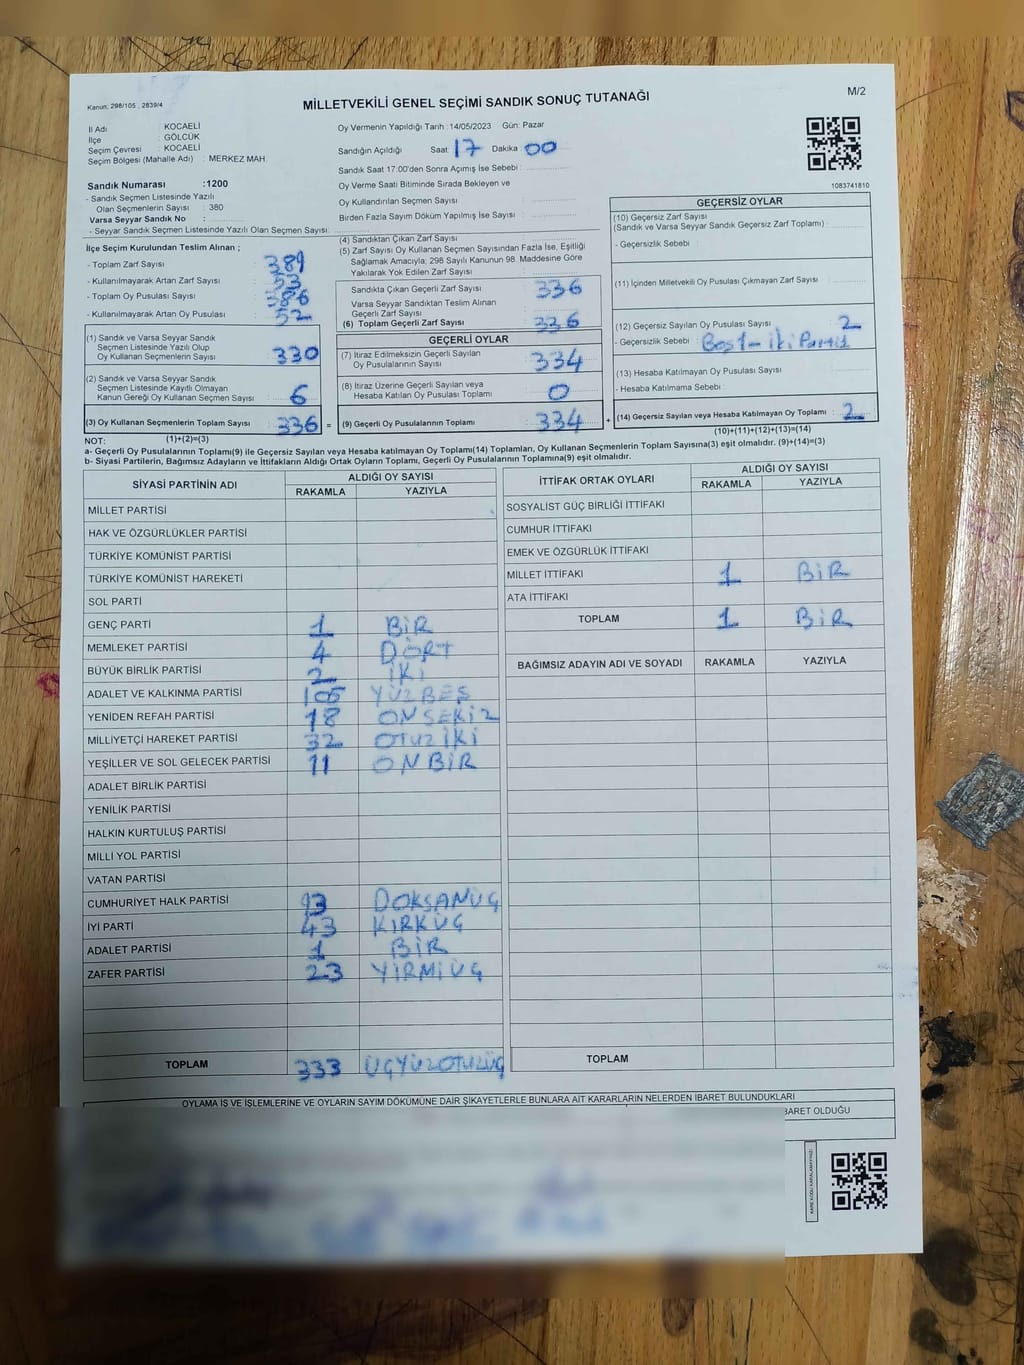 Kanun: 298/105 , 2839/4
MİLLETVEKİLİ GENEL SEÇİMİ SANDIK SONUÇ TUTANAĞI
M/2
İl Adı : KOCAELİ
İlçe : GÖLCÜK
Seçim Çevresi : KOCAELİ
Seçim Bölgesi (Mahalle Adı) : MERKEZ MAH.
Sandık Numarası :1200
- Sandık Seçmen Listesinde Yazılı
Olan Seçmenlerin Sayısı : 380
Varsa Seyyar Sandık No :
- Seyyar Sandık Seçmen Listesinde Yazılı Olan Seçmen Sayısı:
Oy Vermenin Yapıldığı Tarih :14/05/2023 Gün: Pazar
Sandığın Açıldığı Saat 17 Dakika : 00
Sandık Saat 17:00'den Sonra Açımış İse Sebebi :
Oy Verme Saati Bitiminde Sırada Bekleyen ve
Oy Kullandırılan Seçmen Sayısı :
Birden Fazla Sayım Döküm Yapılmış İse Sayısı :
1083741810
İlçe Seçim Kurulundan Teslim Alınan ;
- Toplam Zarf Sayısı : 389
- Kullanılmayarak Artan Zarf Sayısı : 53
- Toplam Oy Pusulası Sayısı : 386
- Kullanılmayarak Artan Oy Pusulası : 52
(1) Sandık ve Varsa Seyyar Sandık
Seçmen Listesinde Yazılı Olup
Oy Kullanan Seçmenlerin Sayısı : 330
(2) Sandık ve Varsa Seyyar Sandık
Seçmen Listesinde Kayıtlı Olmayan
Kanun Gereği Oy Kullanan Seçmen Sayısı : 6
(3) Oy Kullanan Seçmenlerin Toplam Sayısı : 336 =
(1)+(2)=(3)
(4) Sandıktan Çıkan Zarf Sayısı
(5) Zarf Sayısı Oy Kullanan Seçmen Sayısından Fazla İse, Eşitliği
Sağlamak Amacıyla, 298 Sayılı Kanunun 98. Maddesine Göre
Yakılarak Yok Edilen Zarf Sayısı :
Sandıkta Çıkan Geçerli Zarf Sayısı : 336
Varsa Seyyar Sandıktan Teslim Alınan
Geçerli Zarf Sayısı :
(6) Toplam Geçerli Zarf Sayısı : 336
GEÇERLİ OYLAR
(7) İtiraz Edilmeksizin Geçerli Sayılan
Oy Pusulalarının Sayısı : 334
(8) İtiraz Üzerine Geçerli Sayılan veya
Hesaba Katılan Oy Pusulası Toplamı : 0
(9) Geçerli Oy Pusulalarının Toplamı : 334 +
GEÇERSİZ OYLAR
(10) Geçersiz Zarf Sayısı
(Sandık ve Varsa Seyyar Sandık Geçersiz Zarf Toplamı) :
- Geçersizlik Sebebi :
(11) İçinden Milletvekili Oy Pusulası Çıkmayan Zarf Sayısı :
(12) Geçersiz Sayılan Oy Pusulası Sayısı : 2
- Geçersizlik Sebebi :
(13) Hesaba Katılmayan Oy Pusulası Sayısı :
- Hesaba Katılmama Sebebi :
(14) Geçersiz Sayılan veya Hesaba Katılmayan Oy Toplamı : 2
(10)+(11)+(12)+(13)=(14)
NOT:
a- Geçerli Oy Pusulalarının Toplamı(9) ile Geçersiz Sayılan veya Hesaba katılmayan Oy Toplamı(14) Toplamları, Oy Kullanan Seçmenlerin Toplam Sayısına(3) eşit olmalıdır. (9)+(14)=(3)
b- Siyasi Partilerin, Bağımsız Adayların ve İttifakların Aldığı Ortak Oyların Toplamı, Geçerli Oy Pusulalarının Toplamına(9) eşit olmalıdır.
SİYASİ PARTİNİN ADI ALDIĞI OY SAYISI
RAKAMLA YAZIYLA
MİLLET PARTİSİ
HAK VE ÖZGÜRLÜKLER PARTİSİ
TÜRKİYE KOMÜNİST PARTİSİ
TÜRKİYE KOMÜNİST HAREKETİ
SOL PARTİ
GENÇ PARTİ 1 BİR
MEMLEKET PARTİSİ 4 DÖRT
BÜYÜK BİRLİK PARTİSİ 2 İKİ
ADALET VE KALKINMA PARTİSİ 105 YÜZBEŞ
YENİDEN REFAH PARTİSİ 18 ONSEKİZ
MİLLİYETÇİ HAREKET PARTİSİ 32 OTUZİKİ
YEŞİLLER VE SOL GELECEK PARTİSİ 11 ONBİR
ADALET BİRLİK PARTİSİ
YENİLİK PARTİSİ
HALKIN KURTULUŞ PARTİSİ
MİLLİ YOL PARTİSİ
VATAN PARTİSİ
CUMHURİYET HALK PARTİSİ 93 DOKSANÜÇ
İYİ PARTİ 43 KIRKÜÇ
ADALET PARTİSİ 1 BİR
ZAFER PARTİSİ 23 YİRMİÜÇ
TOPLAM 333 ÜÇYÜZOTUZÜÇ
İTTİFAK ORTAK OYLARI ALDIĞI OY SAYISI
RAKAMLA YAZIYLA
SOSYALİST GÜÇ BİRLİĞİ İTTİFAKI
CUMHUR İTTİFAKI
EMEK VE ÖZGÜRLÜK İTTİFAKI
MİLLET İTTİFAKI 1 BİR
ATA İTTİFAKI
TOPLAM 1 BİR
BAĞIMSIZ ADAYIN ADI VE SOYADI RAKAMLA YAZIYLA
TOPLAM
OYLAMA İŞ VE İŞLEMLERİNE VE OYLARIN SAYIM DÖKÜMÜNE DAİR ŞİKAYETLERLE BUNLARA AİT KARARLARIN NELERDEN İBARET BULUNDUKLARI
BARET OLDUĞU
KARE KODU KARALAMAYINIZ!